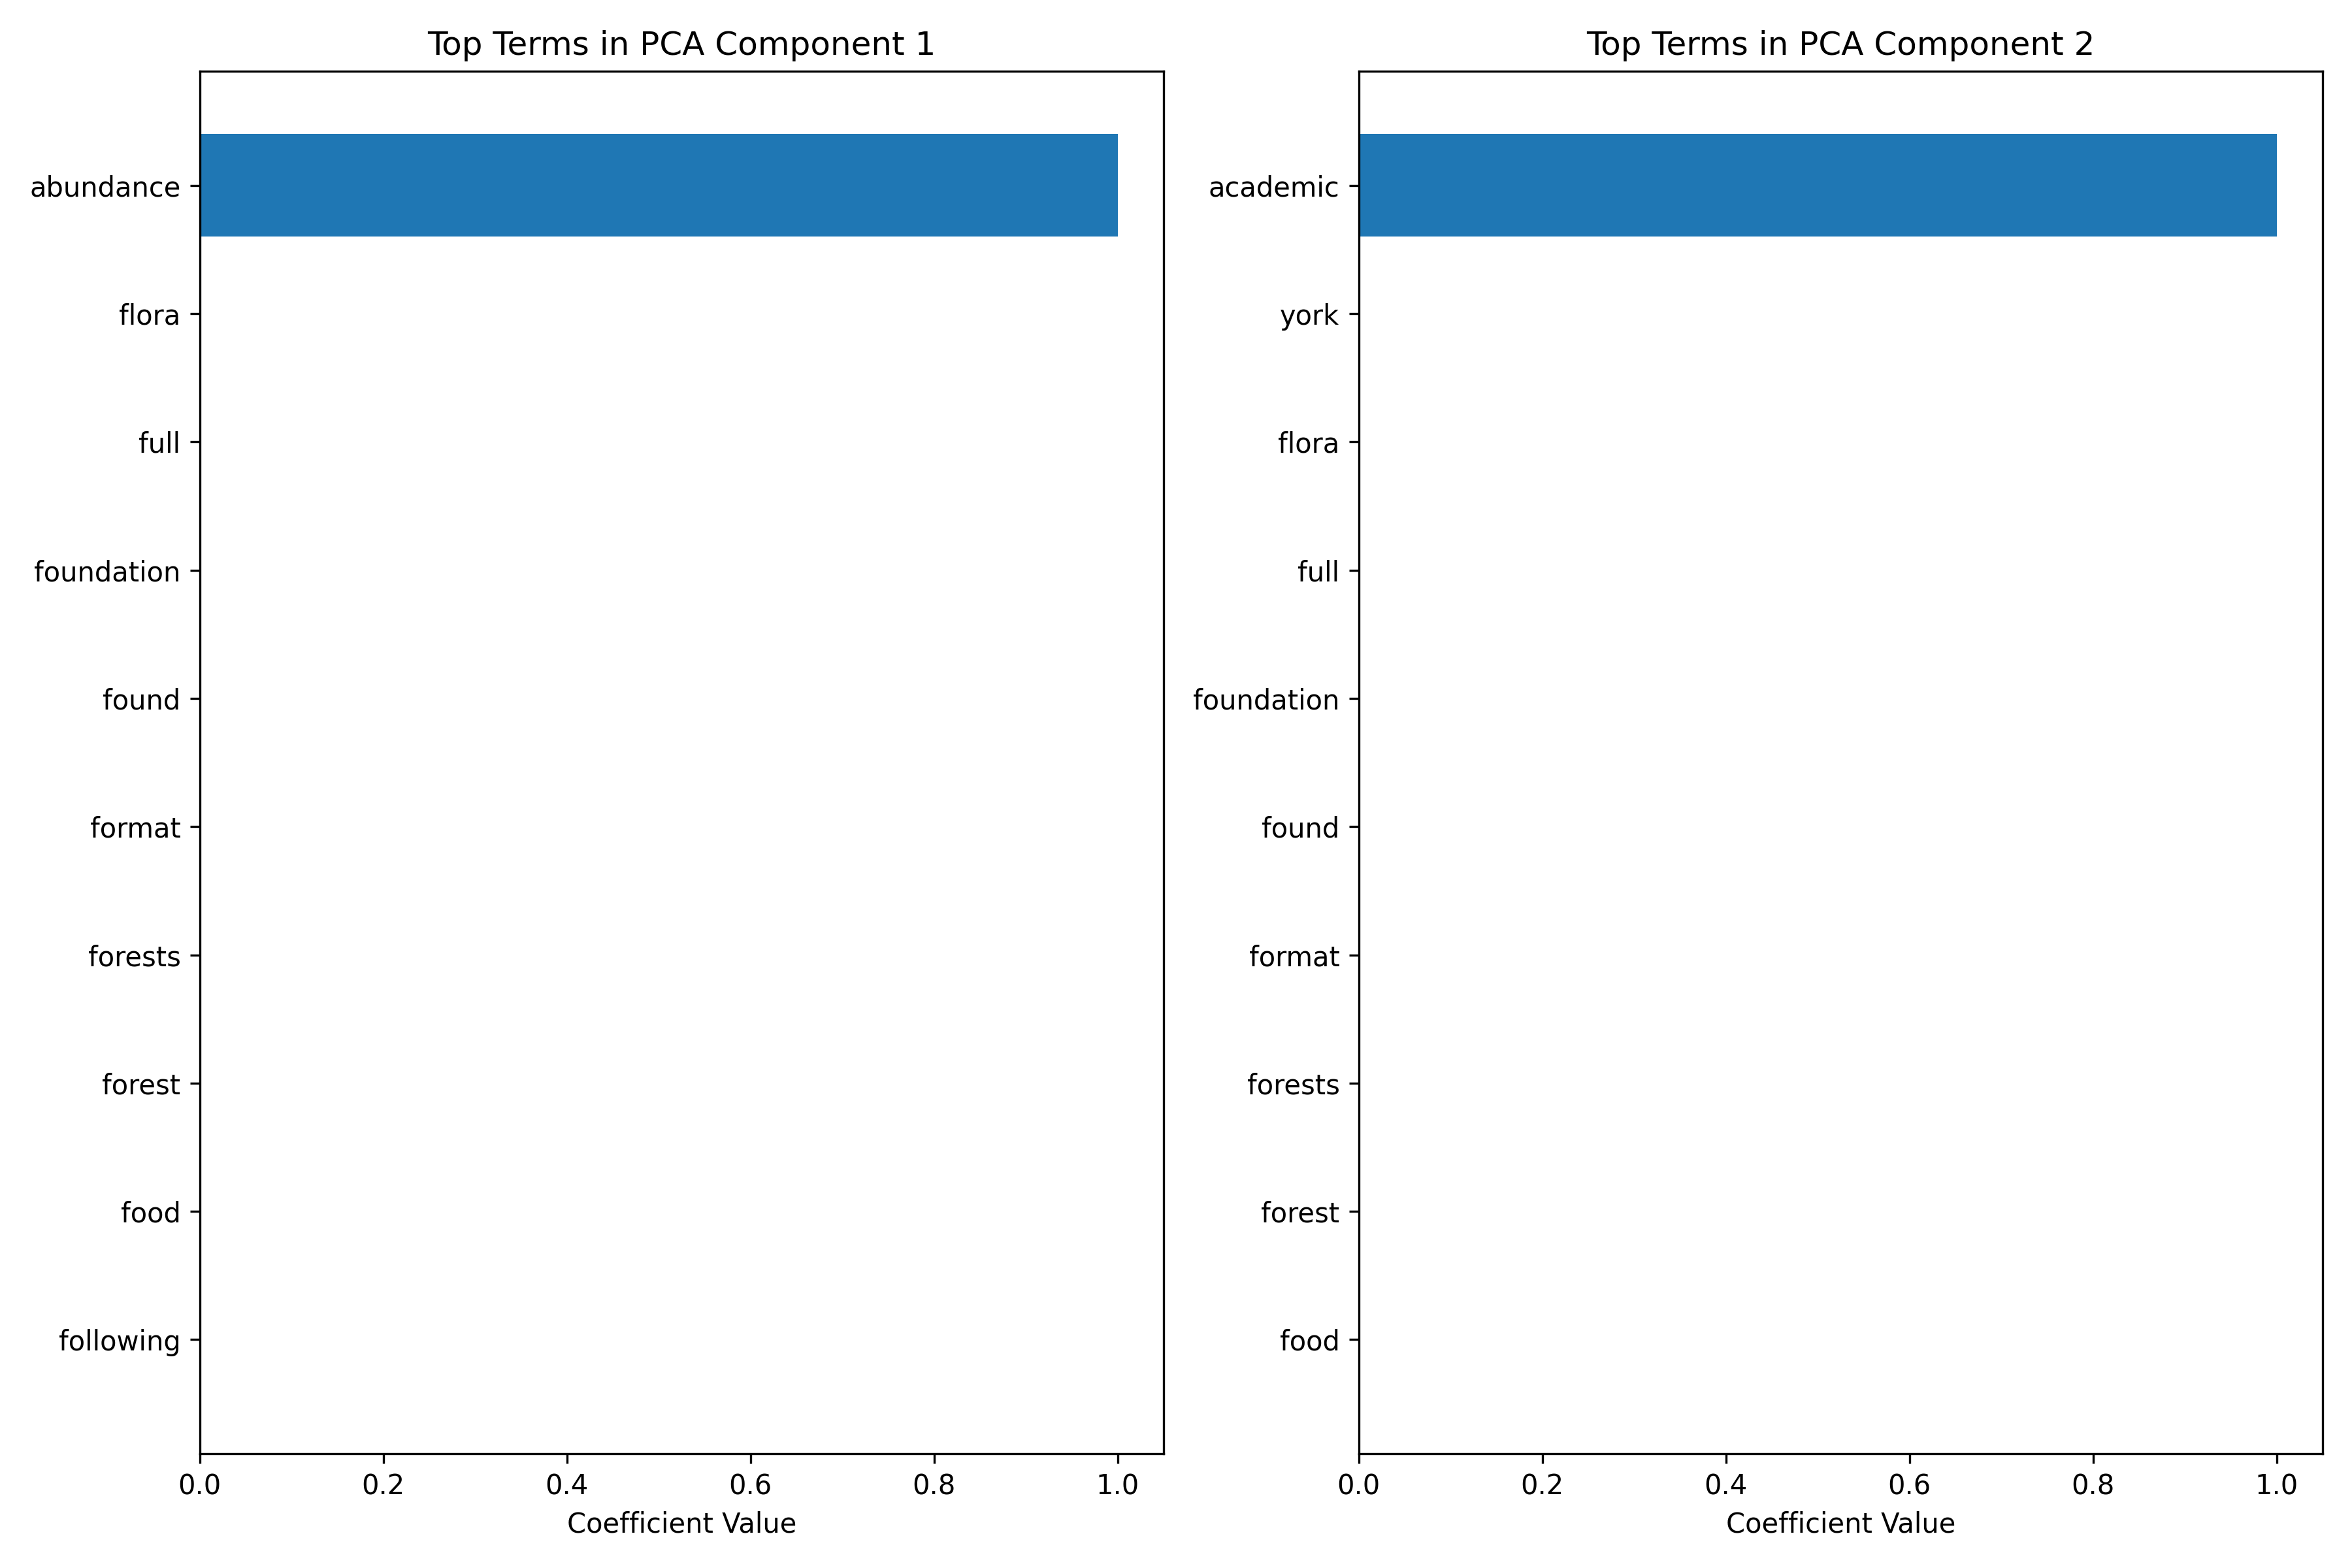 Top Terms in PCA Component 1
abundance
flora
full
foundation
found
format
forests
forest
food
following
0.0 0.2 0.4 0.6 0.8 1.0
Coefficient Value
Top Terms in PCA Component 2
academic
york
flora
full
foundation
found
format
forests
forest
food
0.0 0.2 0.4 0.6 0.8 1.0
Coefficient Value